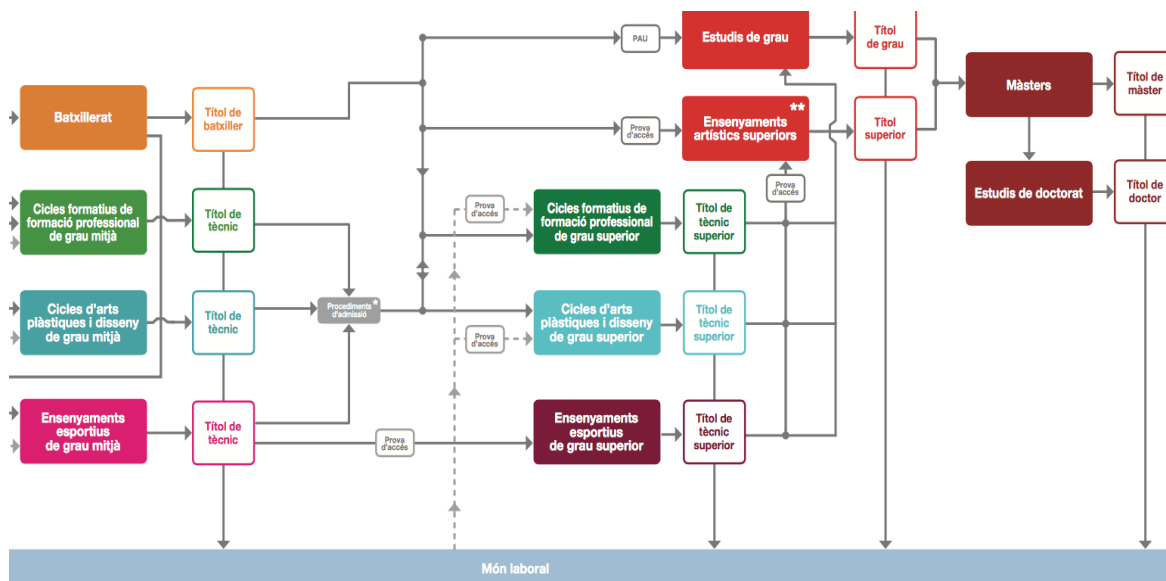 PAU
Estudis de grau
Títol
de grau
Batxillerat
Títol de
batxiller
Prova
d'accés
Ensenyaments **
artístics superiors
Títol
superior
Màsters
Títol de
màster
Cicles formatius de
formació professional
de grau mitjà
Títol de
tècnic
Prova
d'accés
Cicles formatius de
formació professional
de grau superior
Títol de
tècnic
superior
Prova
d'accés
Estudis de doctorat
Títol de
doctor
Cicles d'arts
plàstiques i disseny
de grau mitjà
Títol de
tècnic
Procediments *
d'admissió
Prova
d'accés
Cicles d'arts
plàstiques i disseny
de grau superior
Títol de
tècnic
superior
Ensenyaments
esportius
de grau mitjà
Títol de
tècnic
Prova
d'accés
Ensenyaments
esportius
de grau superior
Títol de
tècnic
superior
Món laboral